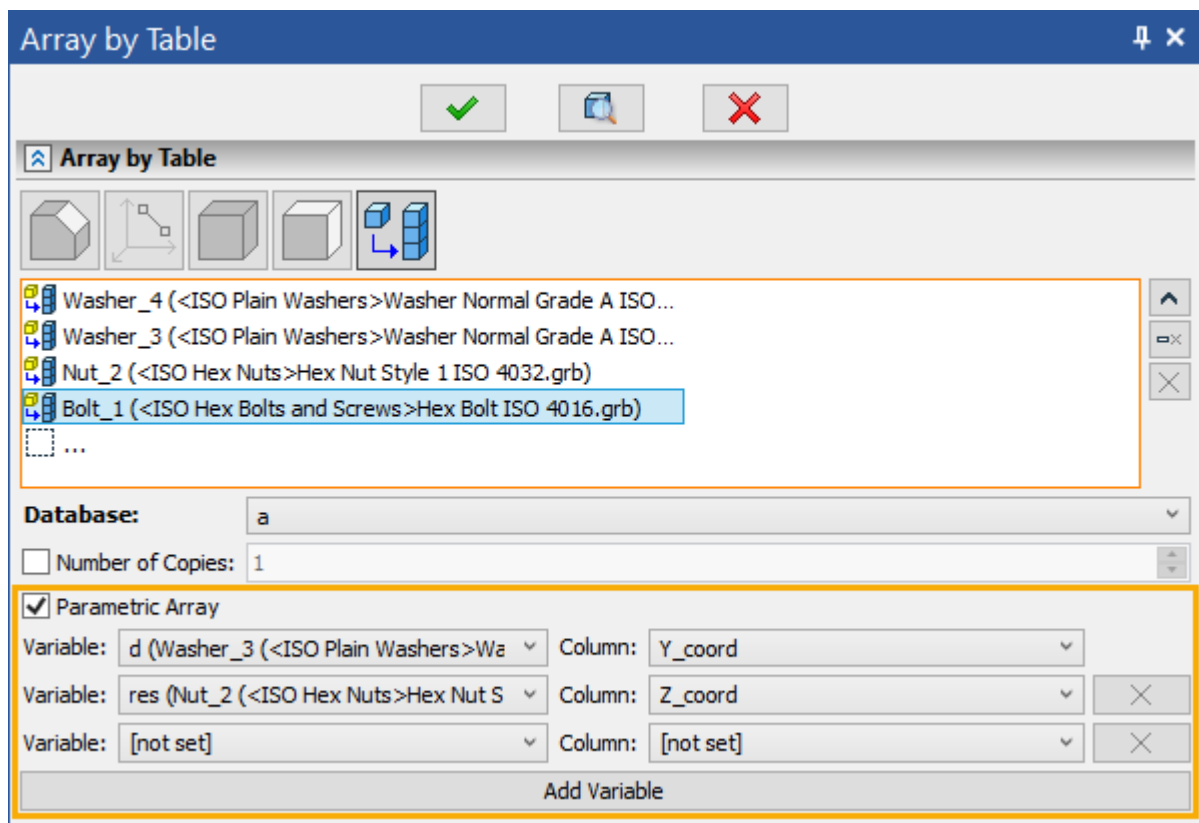 Array by Table
Array by Table
Washer_4 (<ISO Plain Washers>Washer Normal Grade A ISO...
Washer_3 (<ISO Plain Washers>Washer Normal Grade A ISO...
Nut_2 (<ISO Hex Nuts>Hex Nut Style 1 ISO 4032.grb)
Bolt_1 (<ISO Hex Bolts and Screws>Hex Bolt ISO 4016.grb)
...
Database: a
Number of Copies: 1
Parametric Array
Variable: d (Washer_3 (<ISO Plain Washers>Wa Column: Y_coord
Variable: res (Nut_2 (<ISO Hex Nuts>Hex Nut S Column: Z_coord
Variable: [not set] Column: [not set]
Add Variable